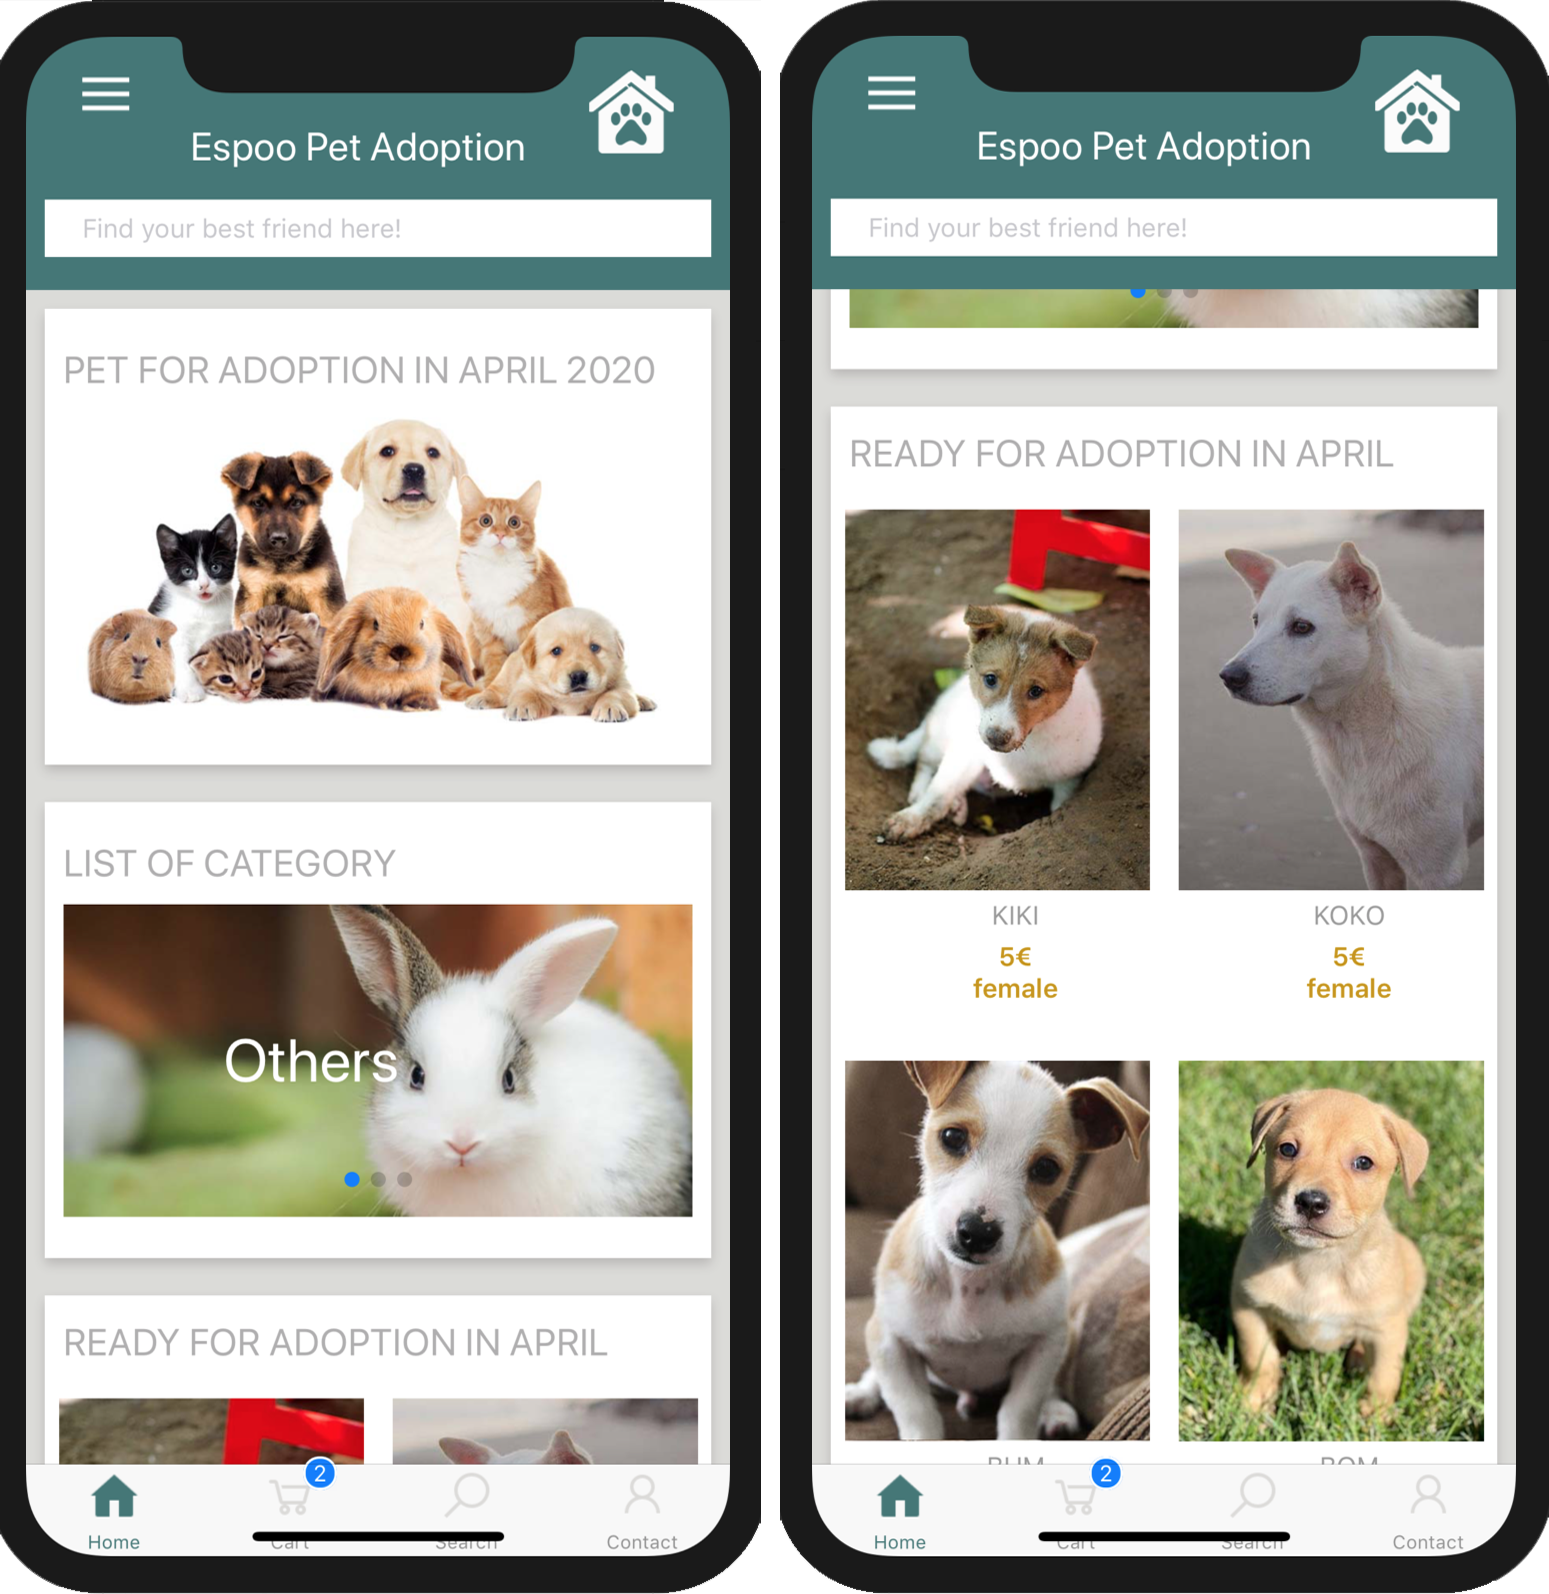 Espoo Pet Adoption
Find your best friend here!
PET FOR ADOPTION IN APRIL 2020
LIST OF CATEGORY
Others
READY FOR ADOPTION IN APRIL
2
Home
Cart
Search
Contact
Espoo Pet Adoption
Find your best friend here!
READY FOR ADOPTION IN APRIL
KIKI
5€
female
KOKO
5€
female
2
Home
Cart
Search
Contact